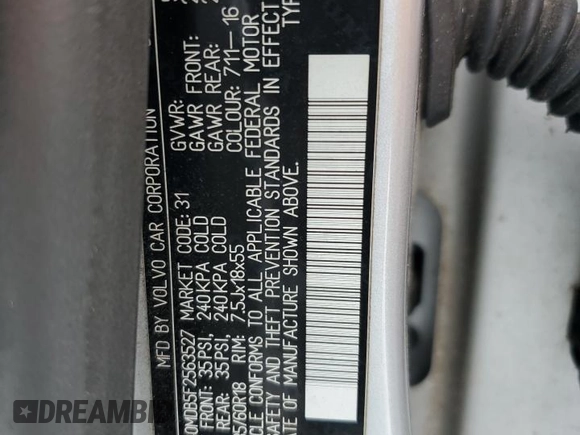 MFD BY VOLVO CAR CORPORATION
0MDB5F2563527 MARKET CODE: 31 GVWR:
FRONT: 35PSI, 240KPA COLD GAWR FRONT:
REAR: 35PSI, 240KPA COLD GAWR REAR:
5/60R18 RIM: 7.5Jx18x55 COLOUR: 711—16
CLE CONFORMS TO ALL APPLICABLE FEDERAL MOTOR
SAFETY AND THEFT PREVENTION STANDARDS IN EFFECT
OF MANUFACTURE SHOWN ABOVE. TYP